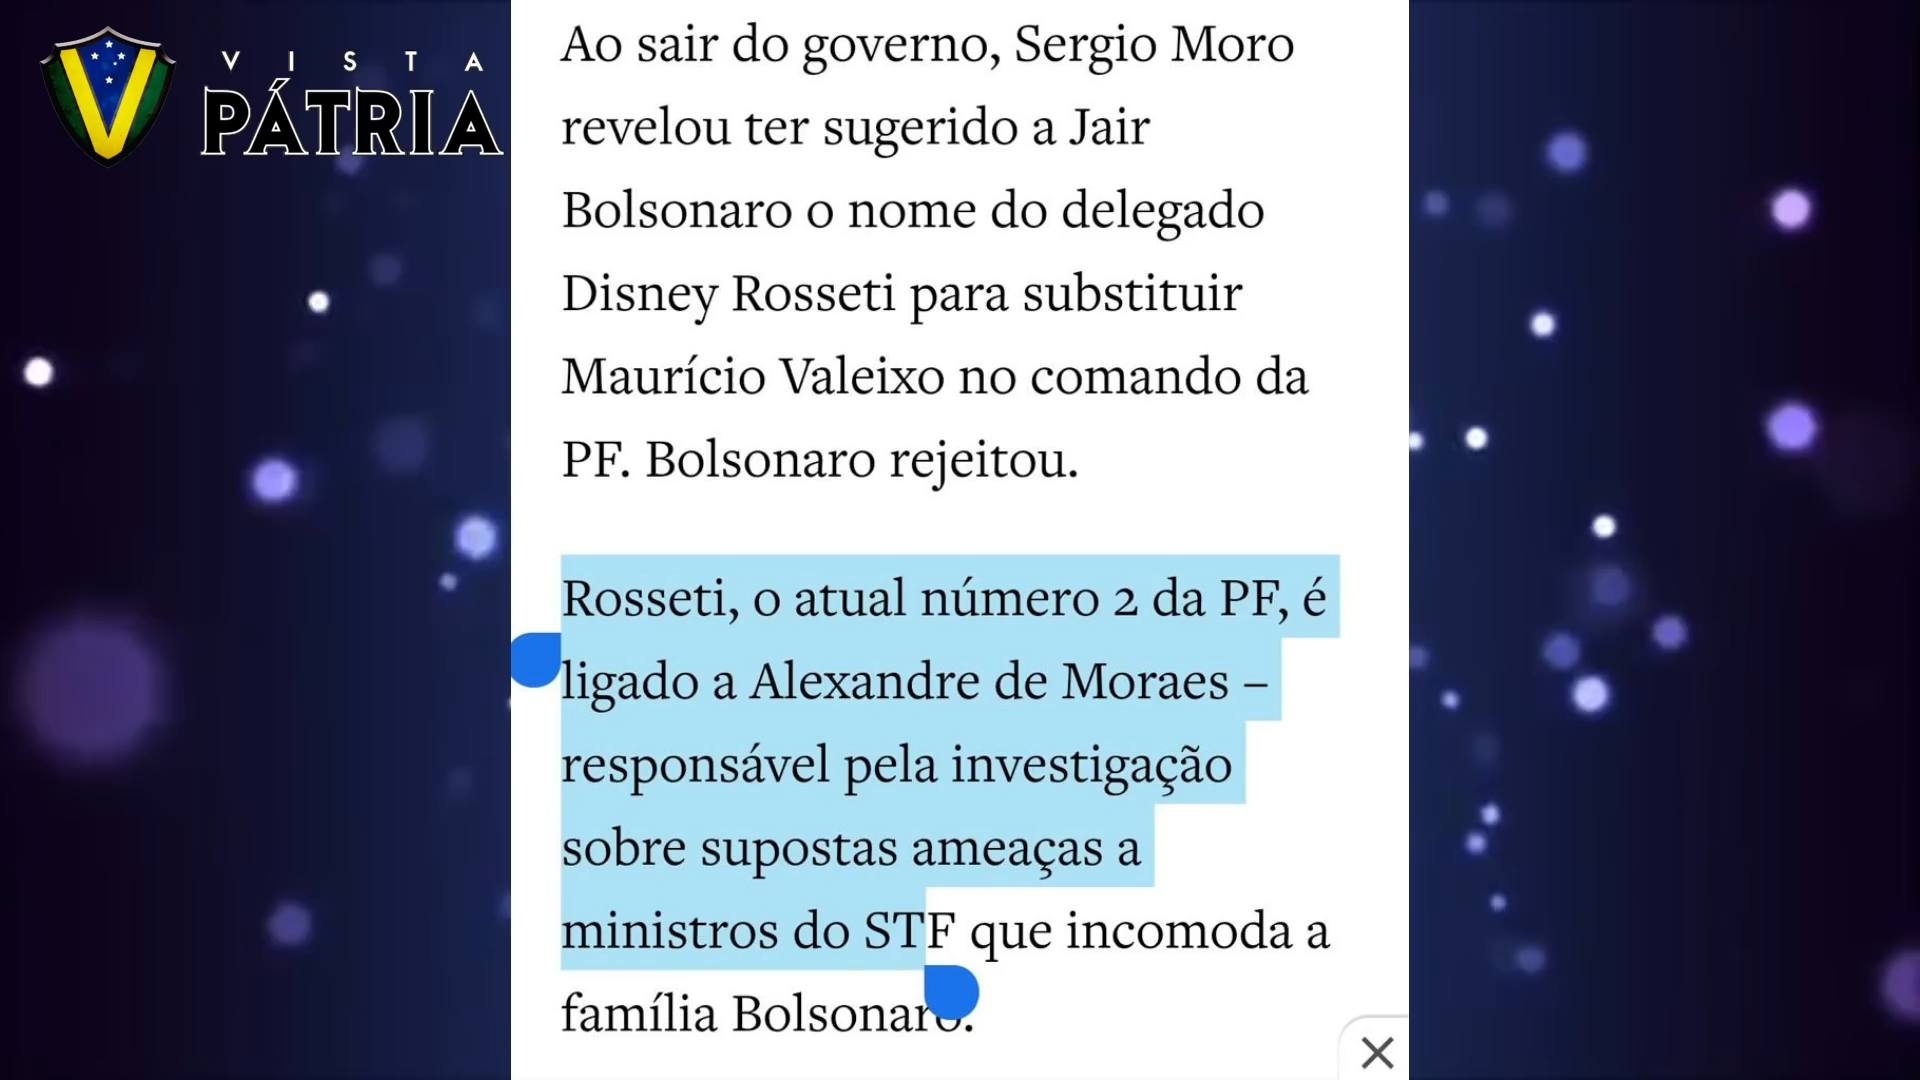 VISTA
PÁTRIA
Ao sair do governo, Sergio Moro
revelou ter sugerido a Jair
Bolsonaro o nome do delegado
Disney Rosseti para substituir
Maurício Valeixo no comando da
PF. Bolsonaro rejeitou.
Rosseti, o atual número 2 da PF, é
ligado a Alexandre de Moraes –
responsável pela investigação
sobre supostas ameaças a
ministros do STF que incomoda a
família Bolsonaro.